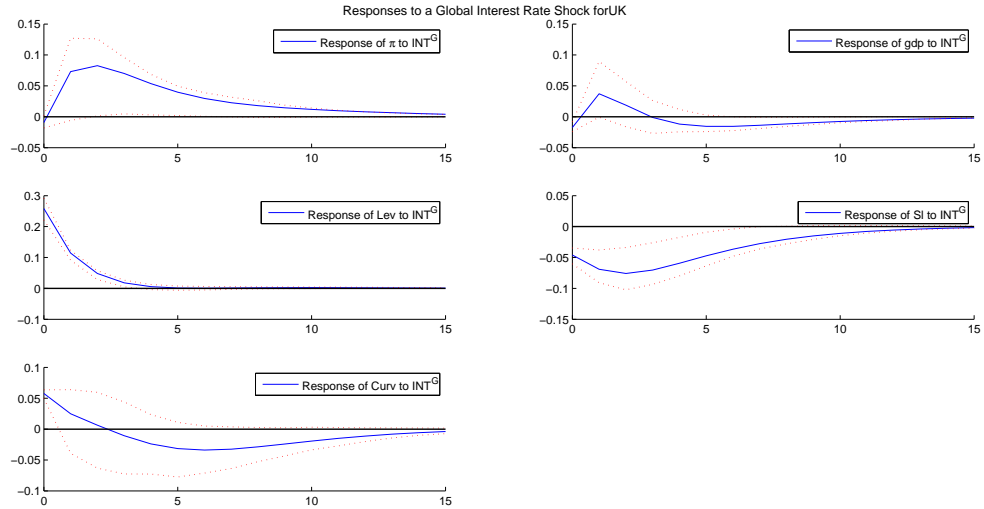 Responses to a Global Interest Rate Shock forUK
0.15
0.1
0.05
0
−0.05
0 5 10 15
Response of π to INT^G
0.15
0.1
0.05
0
−0.05
0 5 10 15
Response of gdp to INT^G
0.3
0.2
0.1
0
−0.1
0 5 10 15
Response of Lev to INT^G
0.05
0
−0.05
−0.1
−0.15
0 5 10 15
Response of Sl to INT^G
0.1
0.05
0
−0.05
−0.1
0 5 10 15
Response of Curv to INT^G